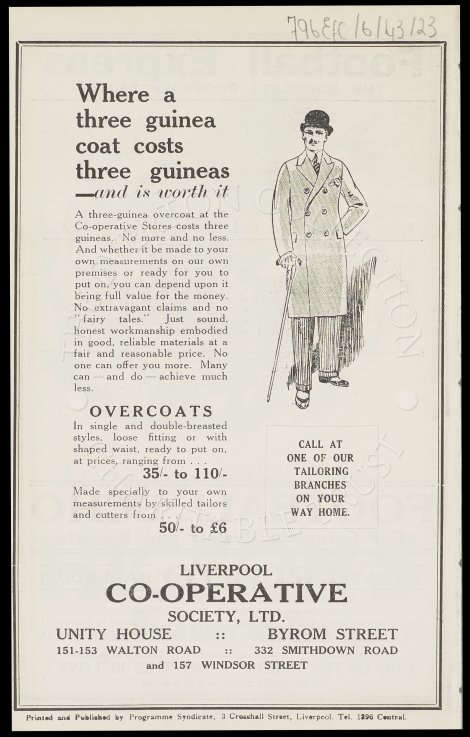 796 EFC/6/43/23
Where a
three guinea
coat costs
three guineas
—and is worth it
A three-guinea overcoat at the
Co-operative Stores costs three
guineas. No more and no less.
And whether it be made to your
own measurements on our own
premises or ready for you to
put on, you can depend upon it
being full value for the money.
No extravagant claims and no
"fairy tales." Just sound,
honest workmanship embodied
in good, reliable materials at a
fair and reasonable price. No
one can offer you more. Many
can — and do — achieve much
less.
OVERCOATS
In single and double-breasted
styles, loose fitting or with
shaped waist, ready to put on,
at prices, ranging from . . .
35/- to 110/-
Made specially to your own
measurements by skilled tailors
and cutters from . . .
50/- to £6
CALL AT
ONE OF OUR
TAILORING
BRANCHES
ON YOUR
WAY HOME.
LIVERPOOL
CO-OPERATIVE
SOCIETY, LTD.
UNITY HOUSE :: BYROM STREET
151-153 WALTON ROAD :: 332 SMITHDOWN ROAD
and 157 WINDSOR STREET
Printed and Published by Programme Syndicate, 3 Crosshall Street, Liverpool. Tel. 1396 Central.